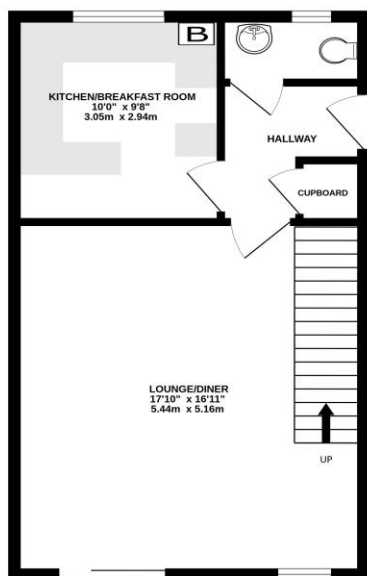 B
KITCHEN/BREAKFAST ROOM
10'0" x 9'8"
3.05m x 2.94m
HALLWAY
CUPBOARD
LOUNGE/DINER
17'10" x 16'11"
5.44m x 5.16m
UP